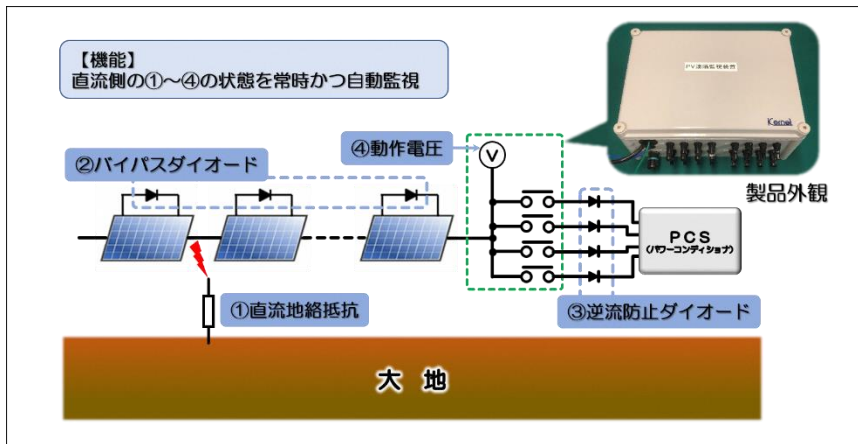 【機能】
直流側の①～④の状態を常時かつ自動監視
PV遠隔監視装置
Kernet
製品外観
④動作電圧
V
②バイパスダイオード
PCS
(パワーコンディショナ)
①直流地絡抵抗
③逆流防止ダイオード
大 地